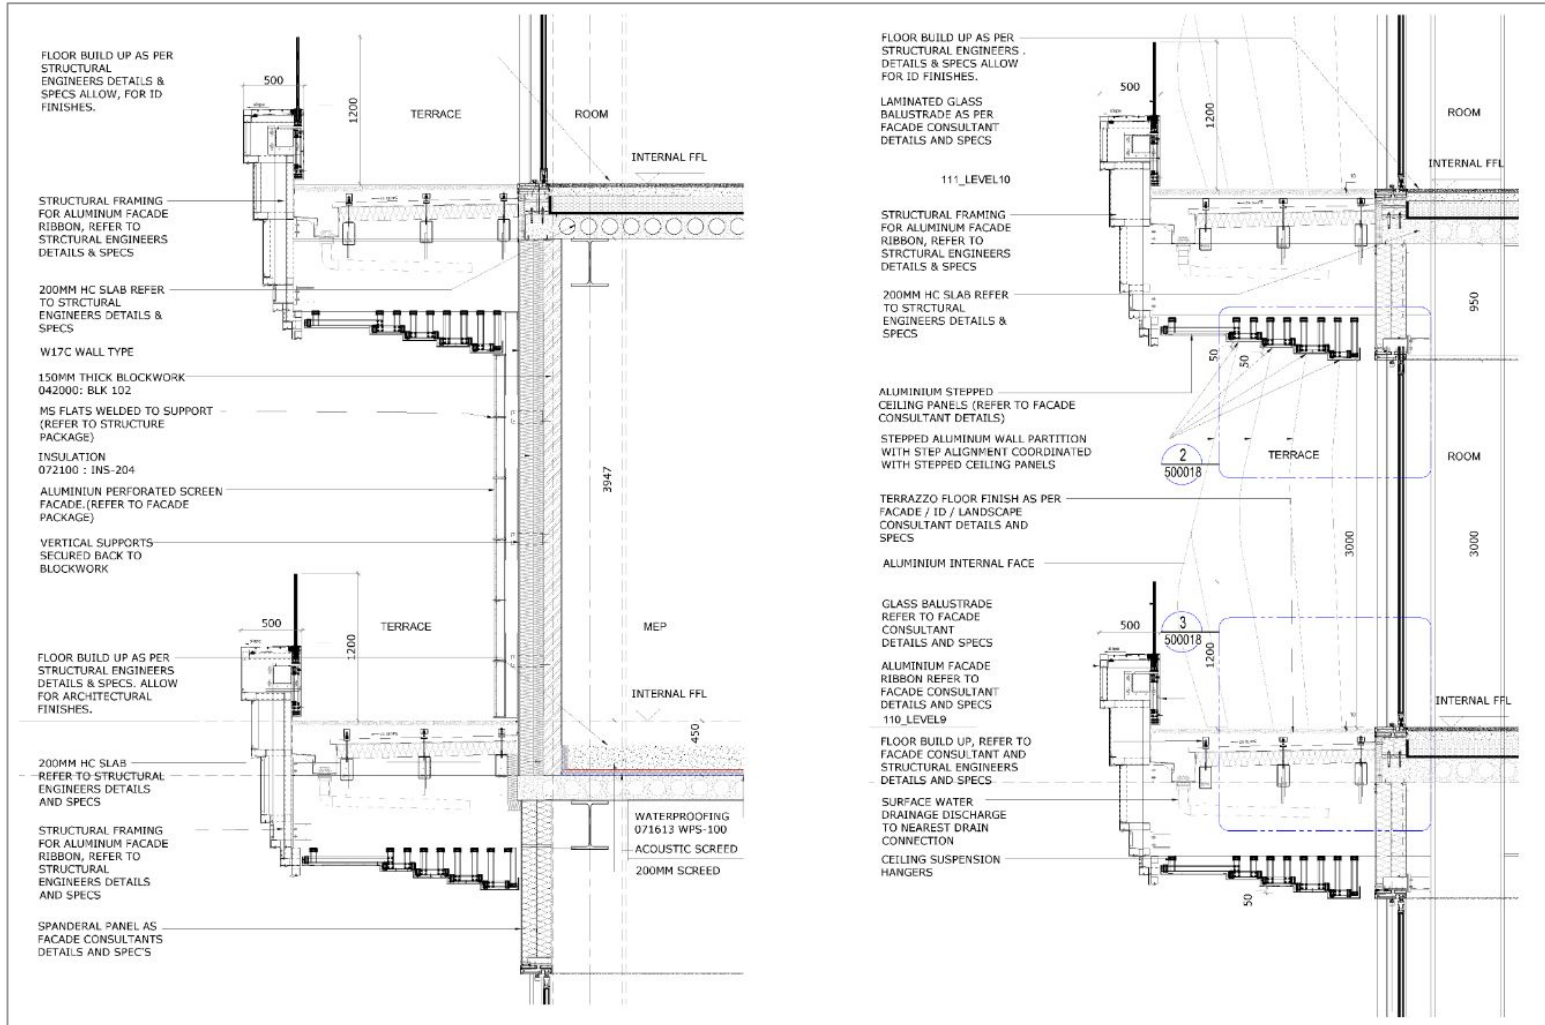 FLOOR BUILD UP AS PER
STRUCTURAL
ENGINEERS DETAILS &
SPECS ALLOW, FOR ID
FINISHES.
500
1200
TERRACE
ROOM
INTERNAL FFL
STRUCTURAL FRAMING
FOR ALUMINUM FACADE
RIBBON, REFER TO
STRCTURAL ENGINEERS
DETAILS & SPECS
200MM HC SLAB REFER
TO STRCTURAL
ENGINEERS DETAILS &
SPECS
W17C WALL TYPE
150MM THICK BLOCKWORK
042000: BLK 102
MS FLATS WELDED TO SUPPORT
(REFER TO STRUCTURE
PACKAGE)
INSULATION
072100 : INS-204
ALUMINIUN PERFORATED SCREEN
FACADE.(REFER TO FACADE
PACKAGE)
VERTICAL SUPPORTS
SECURED BACK TO
BLOCKWORK
3947
500
1200
TERRACE
MEP
FLOOR BUILD UP AS PER
STRUCTURAL ENGINEERS
DETAILS & SPECS. ALLOW
FOR ARCHITECTURAL
FINISHES.
INTERNAL FFL
450
200MM HC SLAB
REFER TO STRUCTURAL
ENGINEERS DETAILS
AND SPECS
STRUCTURAL FRAMING
FOR ALUMINUM FACADE
RIBBON, REFER TO
STRUCTURAL
ENGINEERS DETAILS
AND SPECS
WATERPROOFING
071613 WPS-100
ACOUSTIC SCREED
200MM SCREED
SPANDERAL PANEL AS
FACADE CONSULTANTS
DETAILS AND SPEC'S
FLOOR BUILD UP AS PER
STRUCTURAL ENGINEERS .
DETAILS & SPECS ALLOW
FOR ID FINISHES.
500
1200
ROOM
INTERNAL FFL
LAMINATED GLASS
BALUSTRADE AS PER
FACADE CONSULTANT
DETAILS AND SPECS
111_LEVEL10
STRUCTURAL FRAMING
FOR ALUMINUM FACADE
RIBBON, REFER TO
STRCTURAL ENGINEERS
DETAILS & SPECS
200MM HC SLAB REFER
TO STRCTURAL
ENGINEERS DETAILS &
SPECS
950
50
50
ALUMINIUM STEPPED
CEILING PANELS (REFER TO FACADE
CONSULTANT DETAILS)
STEPPED ALUMINUM WALL PARTITION
WITH STEP ALIGNMENT COORDINATED
WITH STEPPED CEILING PANELS
2
500018
TERRACE
ROOM
TERRAZZO FLOOR FINISH AS PER
FACADE / ID / LANDSCAPE
CONSULTANT DETAILS AND
SPECS
3000
3000
ALUMINIUM INTERNAL FACE
GLASS BALUSTRADE
REFER TO FACADE
CONSULTANT
DETAILS AND SPECS
500
3
500018
1200
ALUMINIUM FACADE
RIBBON REFER TO
FACADE CONSULTANT
DETAILS AND SPECS
110_LEVEL9
INTERNAL FFL
FLOOR BUILD UP, REFER TO
FACADE CONSULTANT AND
STRUCTURAL ENGINEERS
DETAILS AND SPECS
SURFACE WATER
DRAINAGE DISCHARGE
TO NEAREST DRAIN
CONNECTION
CEILING SUSPENSION
HANGERS
50